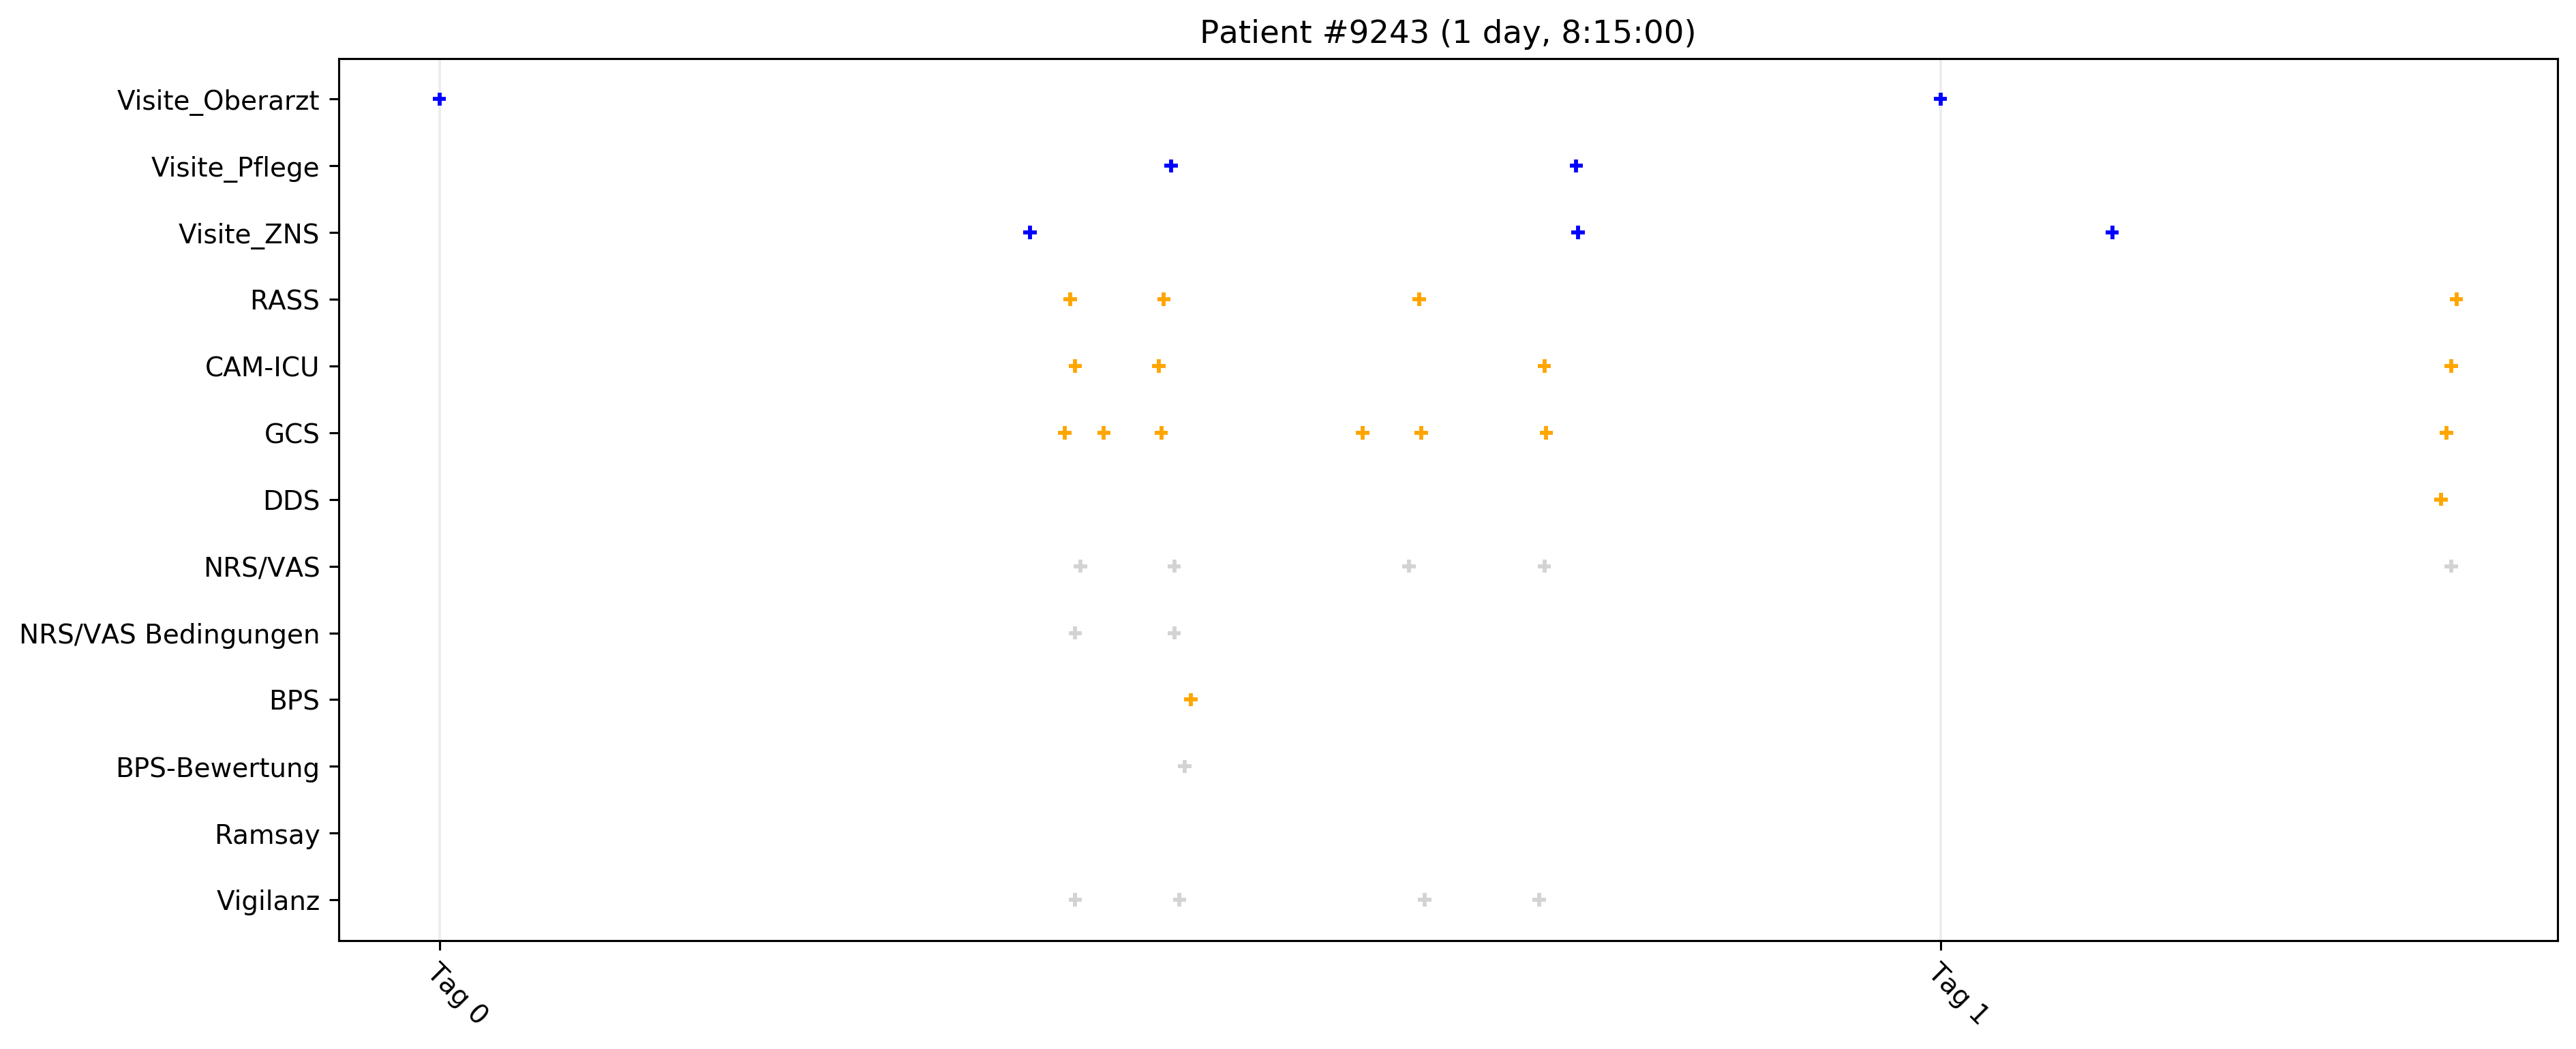 Patient #9243 (1 day, 8:15:00)
Visite_Oberarzt
Visite_Pflege
Visite_ZNS
RASS
CAM-ICU
GCS
DDS
NRS/VAS
NRS/VAS Bedingungen
BPS
BPS-Bewertung
Ramsay
Vigilanz
Tag 0
Tag 1